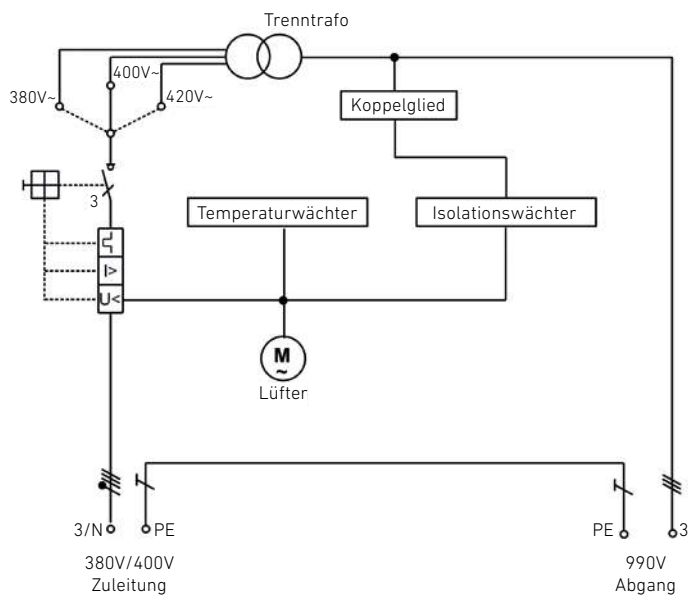 Trenntrafo
400V~
380V~
420V~
Koppelglied
3
Temperaturwächter
Isolationswächter
I>
U<
M
~
Lüfter
3/N
PE
PE
3
380V/400V
Zuleitung
990V
Abgang